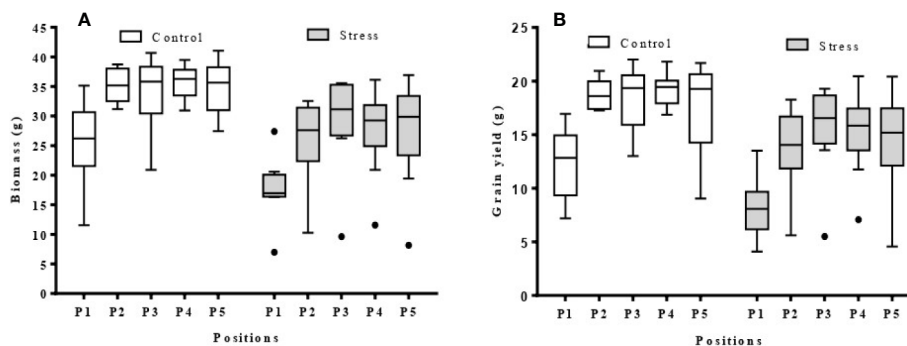 A
Control
Stress
Biomass (g)
45
40
35
30
25
20
15
10
5
0
P1 P2 P3 P4 P5 P1 P2 P3 P4 P5
Positions
B
Control
Stress
Grain yield (g)
25
20
15
10
5
0
P1 P2 P3 P4 P5 P1 P2 P3 P4 P5
Positions